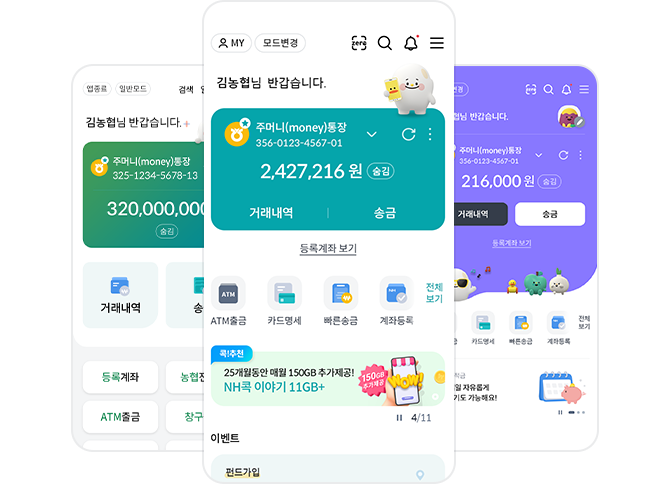 앱종료 일반모드 검색
김농협님 반갑습니다.
주머니(money)통장
325-1234-5678-13
320,000,000
숨김
거래내역
등록계좌
ATM출금 창구
MY 모드변경
zero
김농협님 반갑습니다.
주머니(money)통장
356-0123-4567-01
2,427,216 원 숨김
거래내역 송금
등록계좌 보기
ATM
NH
ATM출금 카드명세 빠른송금 계좌등록 전체
보기
콕!추천
25개월동안 매월 150GB 추가제공!
NH콕 이야기 11GB+
150GB
추가제공
WOW!
4/11
이벤트
펀드가입
님 반갑습니다.
주머니(money)통장
356-0123-4567-01
216,000 원 숨김
거래내역 송금
등록계좌 보기
카드명세 빠른송금 계좌등록 전체
보기
일 자유롭게
기도 가능해요!